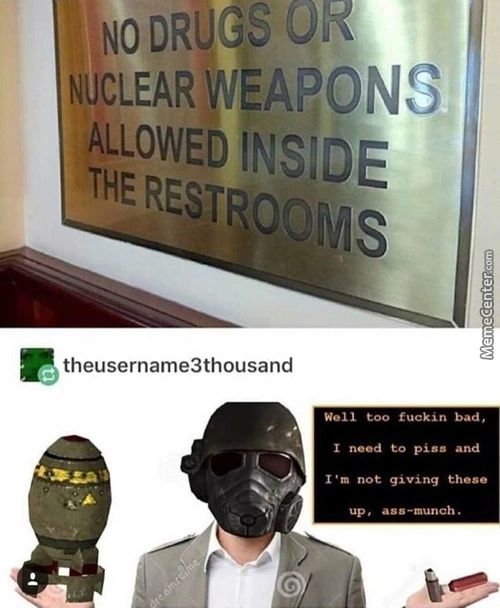 NO DRUGS OR
NUCLEAR WEAPONS
ALLOWED INSIDE
THE RESTROOMS
MemeCenter.com
theusername3thousand
Well too fuckin bad,
I need to piss and
I'm not giving these
up, ass-munch.
dreamstime